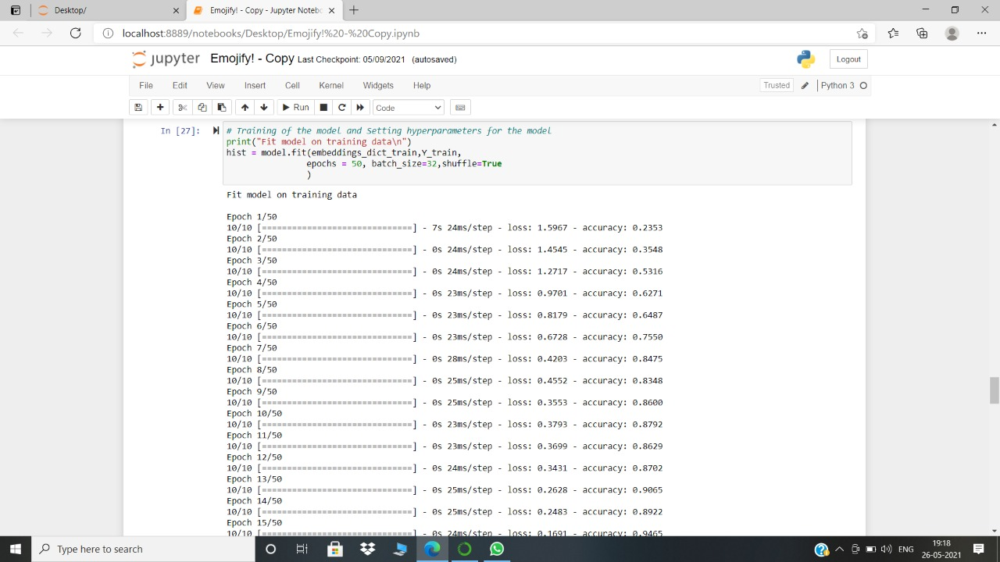 Desktop/
Emojify! - Copy - Jupyter Notebo
localhost:8889/notebooks/Desktop/Emojify!%20-%20Copy.ipynb
jupyter Emojify! - Copy Last Checkpoint: 05/09/2021 (autosaved)
Logout
File Edit View Insert Cell Kernel Widgets Help
Trusted Python 3
Run Code
In [27]:
# Training of the model and Setting hyperparameters for the model
print("Fit model on training data\n")
hist = model.fit(embeddings_dict_train,Y_train,
epochs = 50, batch_size=32,shuffle=True
)
Fit model on training data
Epoch 1/50
10/10 [==============================] - 7s 24ms/step - loss: 1.5967 - accuracy: 0.2353
Epoch 2/50
10/10 [==============================] - 0s 24ms/step - loss: 1.4545 - accuracy: 0.3548
Epoch 3/50
10/10 [==============================] - 0s 24ms/step - loss: 1.2717 - accuracy: 0.5316
Epoch 4/50
10/10 [==============================] - 0s 23ms/step - loss: 0.9701 - accuracy: 0.6271
Epoch 5/50
10/10 [==============================] - 0s 23ms/step - loss: 0.8179 - accuracy: 0.6487
Epoch 6/50
10/10 [==============================] - 0s 23ms/step - loss: 0.6728 - accuracy: 0.7550
Epoch 7/50
10/10 [==============================] - 0s 28ms/step - loss: 0.4203 - accuracy: 0.8475
Epoch 8/50
10/10 [==============================] - 0s 25ms/step - loss: 0.4552 - accuracy: 0.8348
Epoch 9/50
10/10 [==============================] - 0s 25ms/step - loss: 0.3553 - accuracy: 0.8600
Epoch 10/50
10/10 [==============================] - 0s 23ms/step - loss: 0.3793 - accuracy: 0.8792
Epoch 11/50
10/10 [==============================] - 0s 23ms/step - loss: 0.3699 - accuracy: 0.8629
Epoch 12/50
10/10 [==============================] - 0s 24ms/step - loss: 0.3431 - accuracy: 0.8702
Epoch 13/50
10/10 [==============================] - 0s 25ms/step - loss: 0.2628 - accuracy: 0.9065
Epoch 14/50
10/10 [==============================] - 0s 25ms/step - loss: 0.2483 - accuracy: 0.8922
Epoch 15/50
10/10 [==============================] - 0s 24ms/step - loss: 0.1691 - accuracy: 0.9465
Type here to search
ENG
19:18
26-05-2021